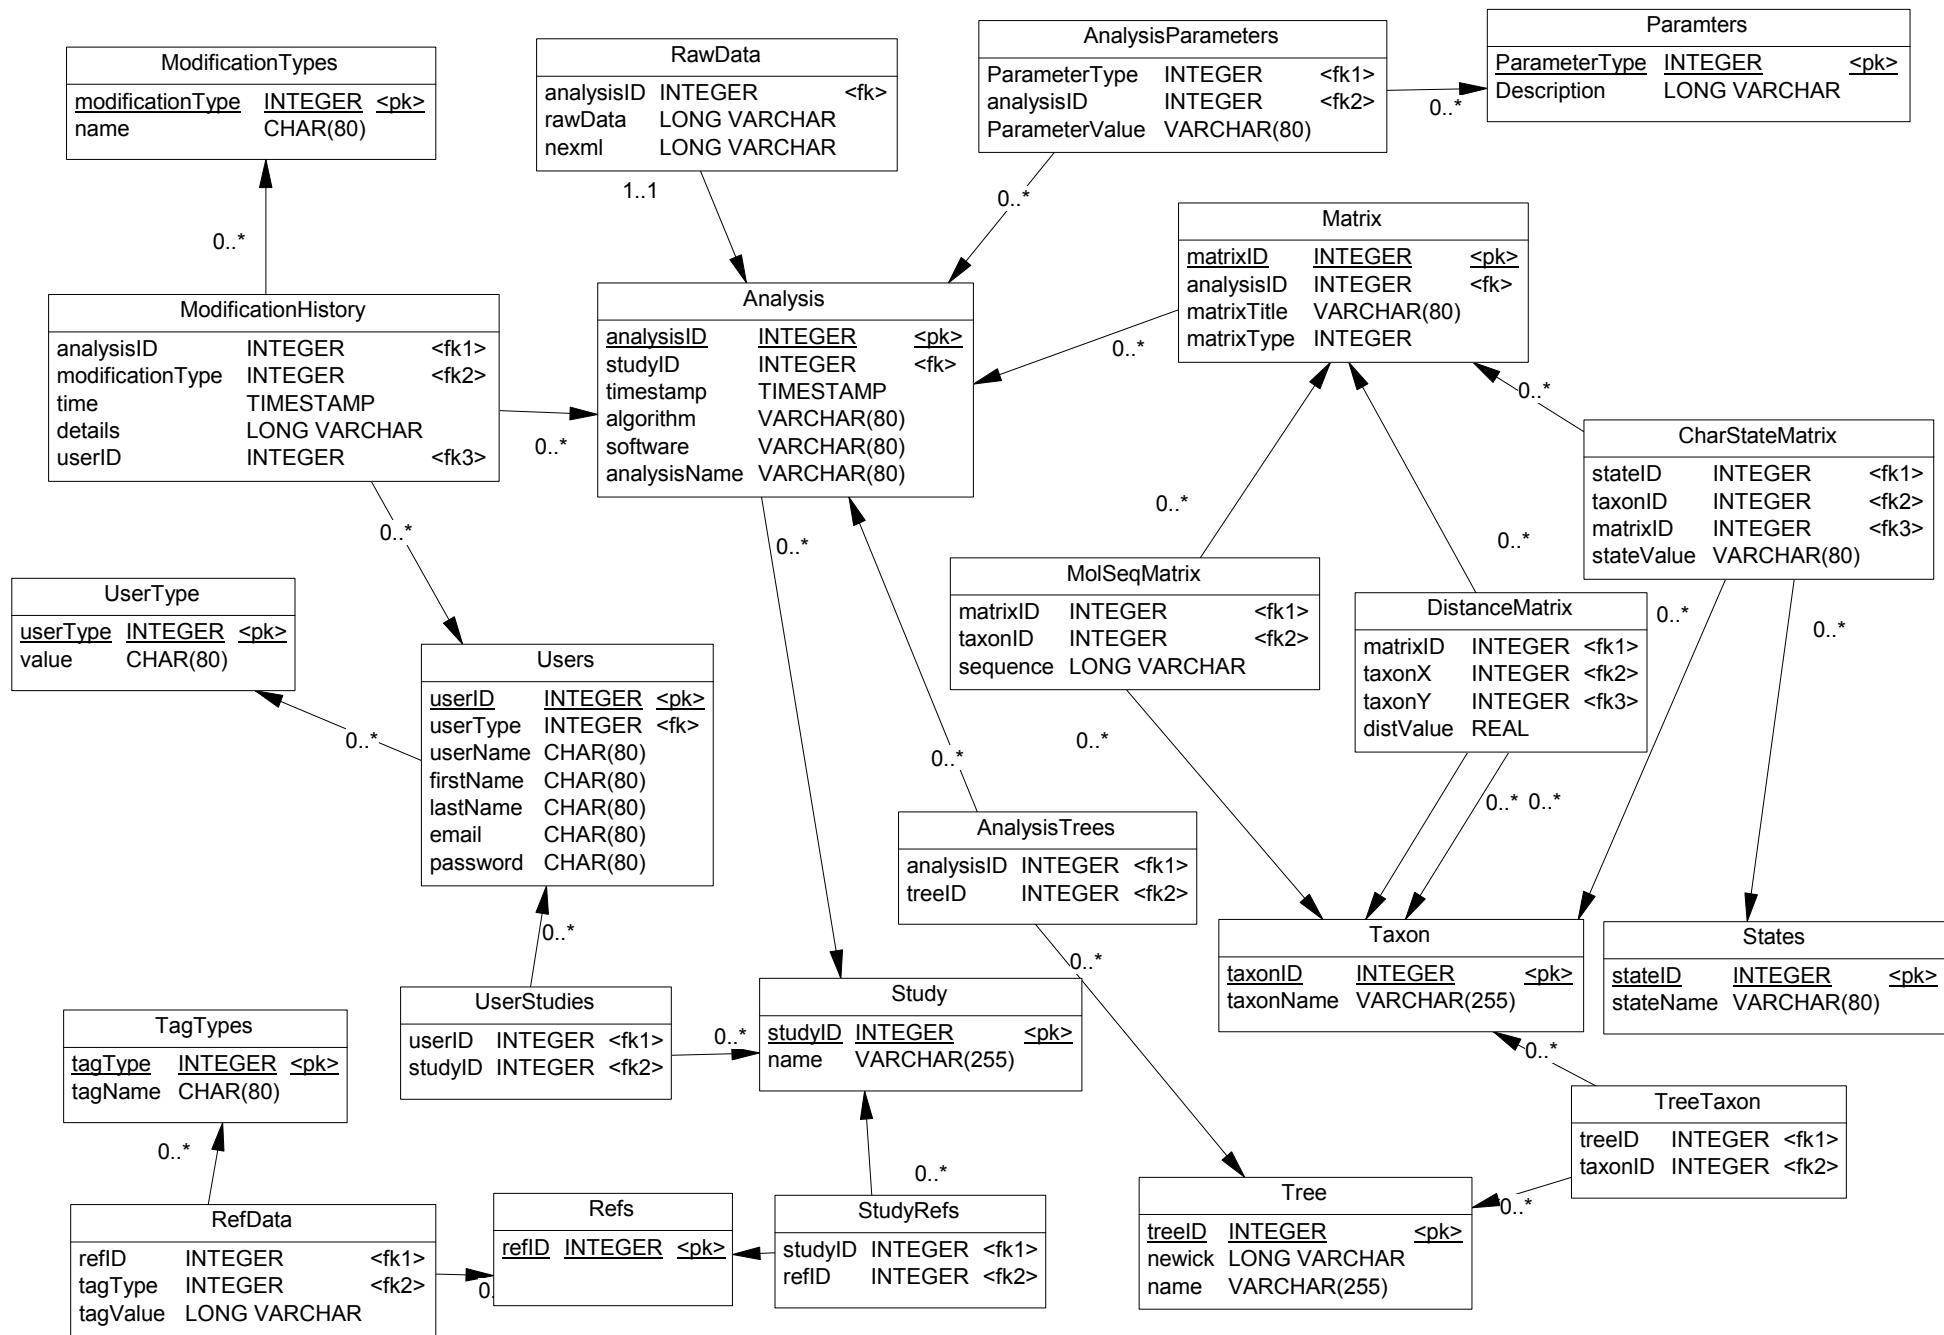 ModificationTypes
modificationType INTEGER <pk>
name CHAR(80)
RawData
analysisID INTEGER <fk>
rawData LONG VARCHAR
nexml LONG VARCHAR
AnalysisParameters
ParameterType INTEGER <fk1>
analysisID INTEGER <fk2>
ParameterValue VARCHAR(80)
Paramters
ParameterType INTEGER <pk>
Description LONG VARCHAR
0..*
1..1
0..*
0..*
ModificationHistory
analysisID INTEGER <fk1>
modificationType INTEGER <fk2>
time TIMESTAMP
details LONG VARCHAR
userID INTEGER <fk3>
0..*
Analysis
analysisID INTEGER <pk>
studyID INTEGER <fk>
timestamp TIMESTAMP
algorithm VARCHAR(80)
software VARCHAR(80)
analysisName VARCHAR(80)
0..*
Matrix
matrixID INTEGER <pk>
analysisID INTEGER <fk>
matrixTitle VARCHAR(80)
matrixType INTEGER
0..*
CharStateMatrix
stateID INTEGER <fk1>
taxonID INTEGER <fk2>
matrixID INTEGER <fk3>
stateValue VARCHAR(80)
0..*
0..*
0..*
0..*
UserType
userType INTEGER <pk>
value CHAR(80)
0..*
Users
userID INTEGER <pk>
userType INTEGER <fk>
userName CHAR(80)
firstName CHAR(80)
lastName CHAR(80)
email CHAR(80)
password CHAR(80)
MolSeqMatrix
matrixID INTEGER <fk1>
taxonID INTEGER <fk2>
sequence LONG VARCHAR
DistanceMatrix
matrixID INTEGER <fk1>
taxonX INTEGER <fk2>
taxonY INTEGER <fk3>
distValue REAL
0..*
0..*
0..*
0..*
0..* 0..*
AnalysisTrees
analysisID INTEGER <fk1>
treeID INTEGER <fk2>
0..*
0..*
Taxon
taxonID INTEGER <pk>
taxonName VARCHAR(255)
States
stateID INTEGER <pk>
stateName VARCHAR(80)
UserStudies
userID INTEGER <fk1>
studyID INTEGER <fk2>
0..*
Study
studyID INTEGER <pk>
name VARCHAR(255)
TagTypes
tagType INTEGER <pk>
tagName CHAR(80)
0..*
0..*
TreeTaxon
treeID INTEGER <fk1>
taxonID INTEGER <fk2>
0..*
0..*
RefData
refID INTEGER <fk1>
tagType INTEGER <fk2>
tagValue LONG VARCHAR
0.
Refs
refID INTEGER <pk>
StudyRefs
studyID INTEGER <fk1>
refID INTEGER <fk2>
Tree
treeID INTEGER <pk>
newick LONG VARCHAR
name VARCHAR(255)